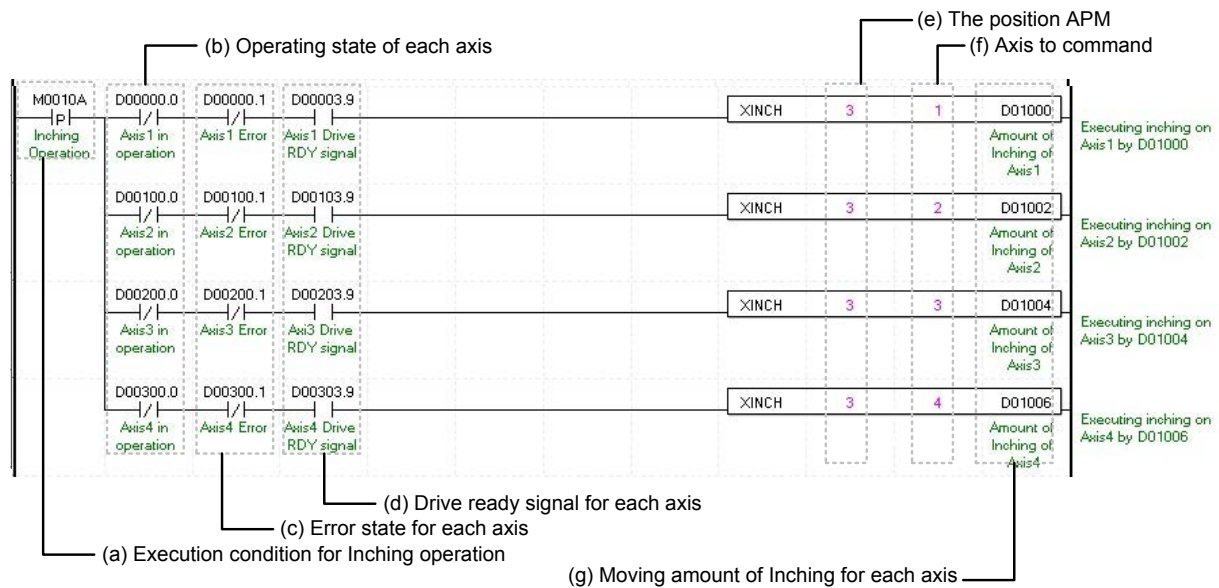 (e) The position APM
(b) Operating state of each axis
(f) Axis to command
M0010A D00000.0 D00000.1 D00003.9
P
XINCH 3 1 D01000
Inching Operation
Axis1 in operation
Axis1 Error
Axis1 Drive RDY signal
Amount of Inching of Axis1
Executing inching on Axis1 by D01000
D00100.0 D00100.1 D00103.9
XINCH 3 2 D01002
Axis2 in operation
Axis2 Error
Axis2 Drive RDY signal
Amount of Inching of Axis2
Executing inching on Axis2 by D01002
D00200.0 D00200.1 D00203.9
XINCH 3 3 D01004
Axis3 in operation
Axis3 Error
Axi3 Drive RDY signal
Amount of Inching of Axis3
Executing inching on Axis3 by D01004
D00300.0 D00300.1 D00303.9
XINCH 3 4 D01006
Axis4 in operation
Axis4 Error
Axis4 Drive RDY signal
Amount of Inching of Axis4
Executing inching on Axis4 by D01006
(d) Drive ready signal for each axis
(c) Error state for each axis
(a) Execution condition for Inching operation
(g) Moving amount of Inching for each axis